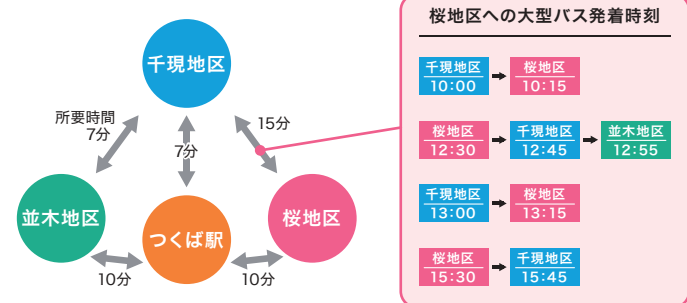 千現地区
所要時間
7分
7分
15分
並木地区
つくば駅
桜地区
10分
10分
桜地区への大型バス発着時刻
千現地区 桜地区
10:00 10:15
桜地区 千現地区 並木地区
12:30 12:45 12:55
千現地区 桜地区
13:00 13:15
桜地区 千現地区
15:30 15:45